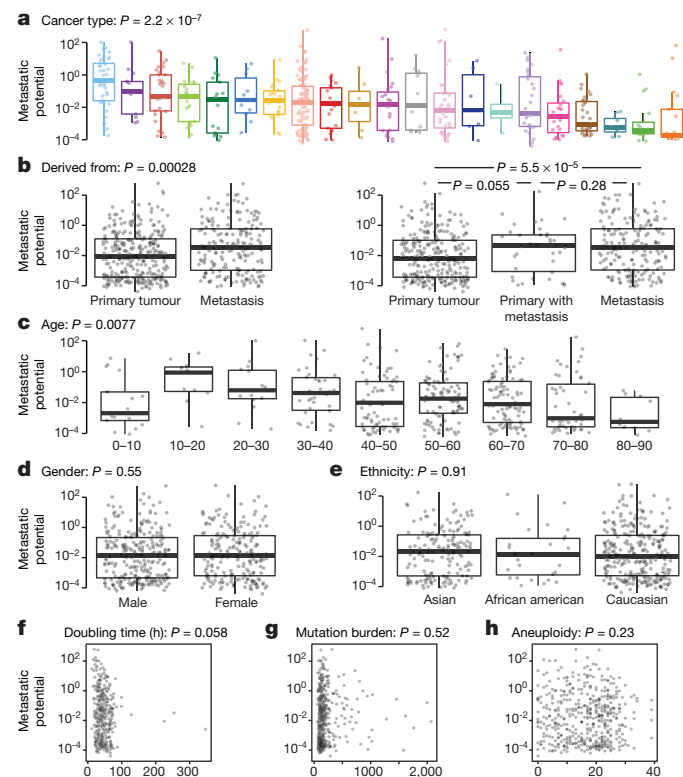 a Cancer type: P = 2.2 × 10⁻⁷
Metastatic potential
10²
10⁰
10⁻²
10⁻⁴
b Derived from: P = 0.00028
P = 5.5 × 10⁻⁵
P = 0.055 P = 0.28
Metastatic potential
10² 10²
10⁰ 10⁰
10⁻² 10⁻²
10⁻⁴ 10⁻⁴
Primary tumour Metastasis Primary tumour Primary with metastasis Metastasis
c Age: P = 0.0077
Metastatic potential
10²
10⁰
10⁻²
10⁻⁴
0–10 10–20 20–30 30–40 40–50 50–60 60–70 70–80 80–90
d Gender: P = 0.55 e Ethnicity: P = 0.91
Metastatic potential
10² 10²
10⁰ 10⁰
10⁻² 10⁻²
10⁻⁴ 10⁻⁴
Male Female Asian African american Caucasian
f Doubling time (h): P = 0.058 g Mutation burden: P = 0.52 h Aneuploidy: P = 0.23
Metastatic potential
10² 10² 10²
10⁰ 10⁰ 10⁰
10⁻² 10⁻² 10⁻²
10⁻⁴ 10⁻⁴ 10⁻⁴
0 100 200 300 0 1000 2,000 0 20 40